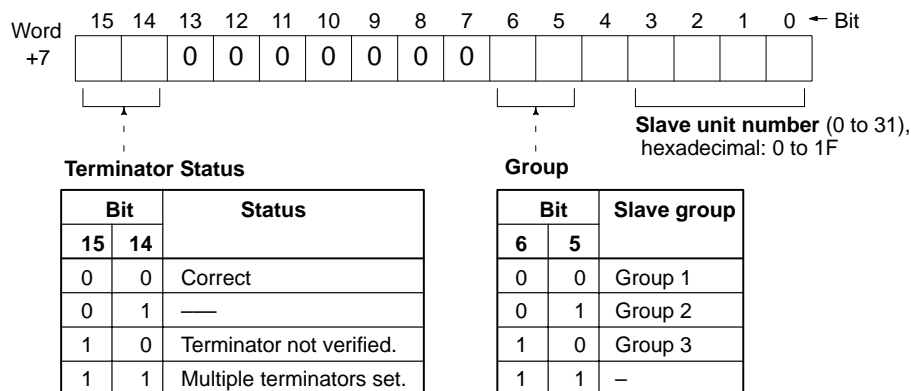 15 14 13 12 11 10 9 8 7 6 5 4 3 2 1 0 Bit
Word
+7 0 0 0 0 0 0 0
Slave unit number (0 to 31),
hexadecimal: 0 to 1F
Terminator Status
Bit Status
15 14
0 0 Correct
0 1 –––
1 0 Terminator not verified.
1 1 Multiple terminators set.
Group
Bit Slave group
6 5
0 0 Group 1
0 1 Group 2
1 0 Group 3
1 1 –